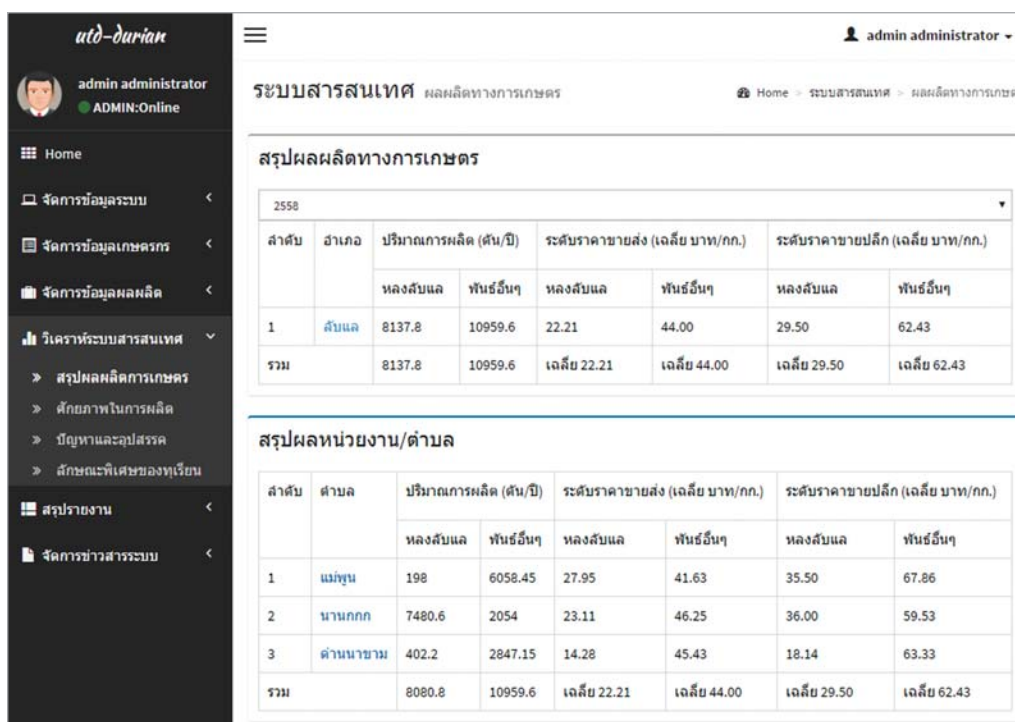 utd-durian
admin administrator
ADMIN:Online
Home
จัดการข้อมูลระบบ
จัดการข้อมูลเกษตรกร
จัดการข้อมูลผลผลิต
วิเคราห์ระบบสารสนเทศ
» สรุปผลผลิตการเกษตร
» ศักยภาพในการผลิต
» ปัญหาและอุปสรรค
» ลักษณะพิเศษของทุเรียน
สรุปรายงาน
จัดการข่าวสารระบบ
admin administrator
ระบบสารสนเทศ ผลผลิตทางการเกษตร
Home > ระบบสารสนเทศ > ผลผลิตทางการเกษต
สรุปผลผลิตทางการเกษตร
2558
ลำดับ อำเภอ ปริมาณการผลิต (ตัน/ปี) ระดับราคาขายส่ง (เฉลี่ย บาท/กก.) ระดับราคาขายปลีก (เฉลี่ย บาท/กก.)
หลงลับแล พันธ์อื่นๆ หลงลับแล พันธ์อื่นๆ หลงลับแล พันธ์อื่นๆ
1 ลับแล 8137.8 10959.6 22.21 44.00 29.50 62.43
รวม 8137.8 10959.6 เฉลี่ย 22.21 เฉลี่ย 44.00 เฉลี่ย 29.50 เฉลี่ย 62.43
สรุปผลหน่วยงาน/ตำบล
ลำดับ ตำบล ปริมาณการผลิต (ตัน/ปี) ระดับราคาขายส่ง (เฉลี่ย บาท/กก.) ระดับราคาขายปลีก (เฉลี่ย บาท/กก.)
หลงลับแล พันธ์อื่นๆ หลงลับแล พันธ์อื่นๆ หลงลับแล พันธ์อื่นๆ
1 แม่พูน 198 6058.45 27.95 41.63 35.50 67.86
2 นานกกก 7480.6 2054 23.11 46.25 36.00 59.53
3 ด่านนาขาม 402.2 2847.15 14.28 45.43 18.14 63.33
รวม 8080.8 10959.6 เฉลี่ย 22.21 เฉลี่ย 44.00 เฉลี่ย 29.50 เฉลี่ย 62.43